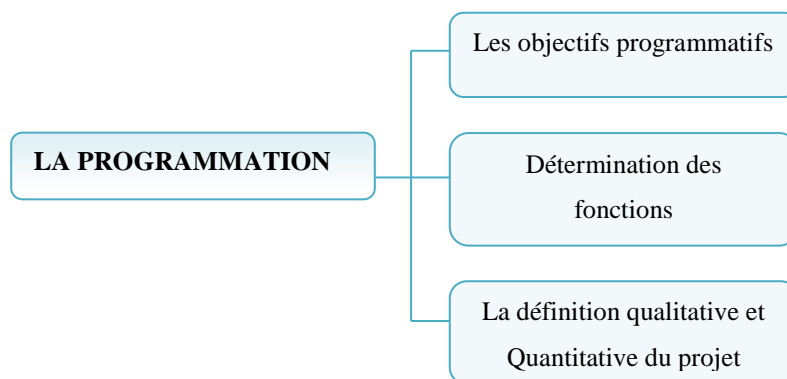 Les objectifs programmatifs
LA PROGRAMMATION
Détermination des
fonctions
La définition qualitative et
Quantitative du projet